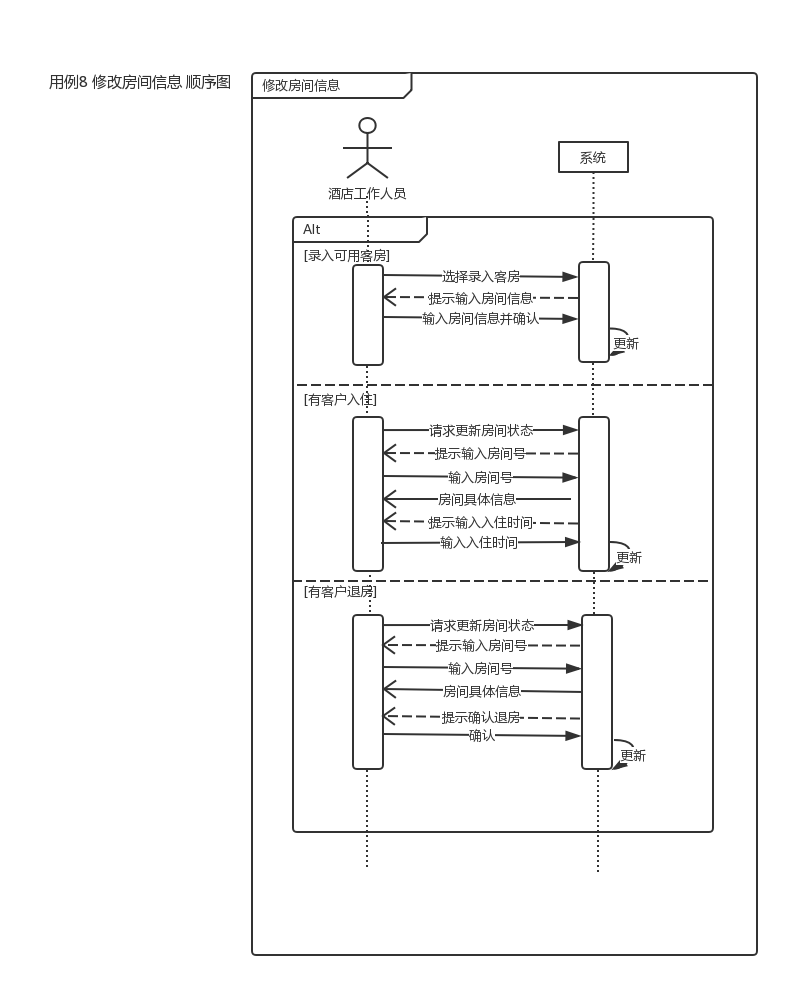 用例8 修改房间信息 顺序图
修改房间信息
系统
酒店工作人员
Alt
[录入可用客房]
选择录入客房
提示输入房间信息
输入房间信息并确认
更新
[有客户入住]
请求更新房间状态
提示输入房间号
输入房间号
房间具体信息
提示输入入住时间
输入入住时间
更新
[有客户退房]
请求更新房间状态
提示输入房间号
输入房间号
房间具体信息
提示确认退房
确认
更新